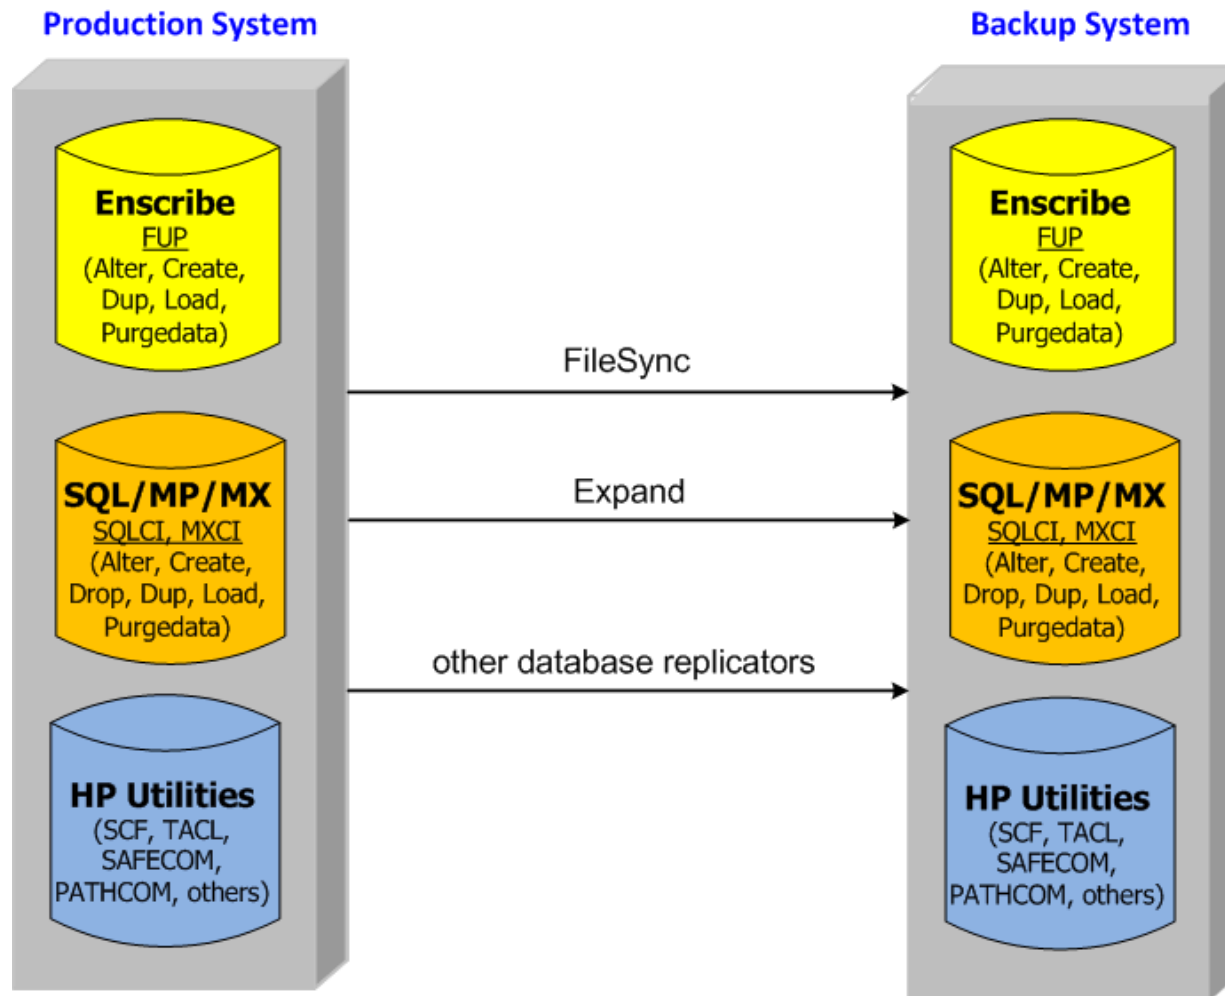 Production System
Backup System
Enscribe
FUP
(Alter, Create,
Dup, Load,
Purgedata)
SQL/MP/MX
SQLCI, MXCI
(Alter, Create,
Drop, Dup, Load,
Purgedata)
HP Utilities
(SCF, TACL,
SAFECOM,
PATHCOM, others)
FileSync
Expand
other database replicators
Enscribe
FUP
(Alter, Create,
Dup, Load,
Purgedata)
SQL/MP/MX
SQLCI, MXCI
(Alter, Create,
Drop, Dup, Load,
Purgedata)
HP Utilities
(SCF, TACL,
SAFECOM,
PATHCOM, others)